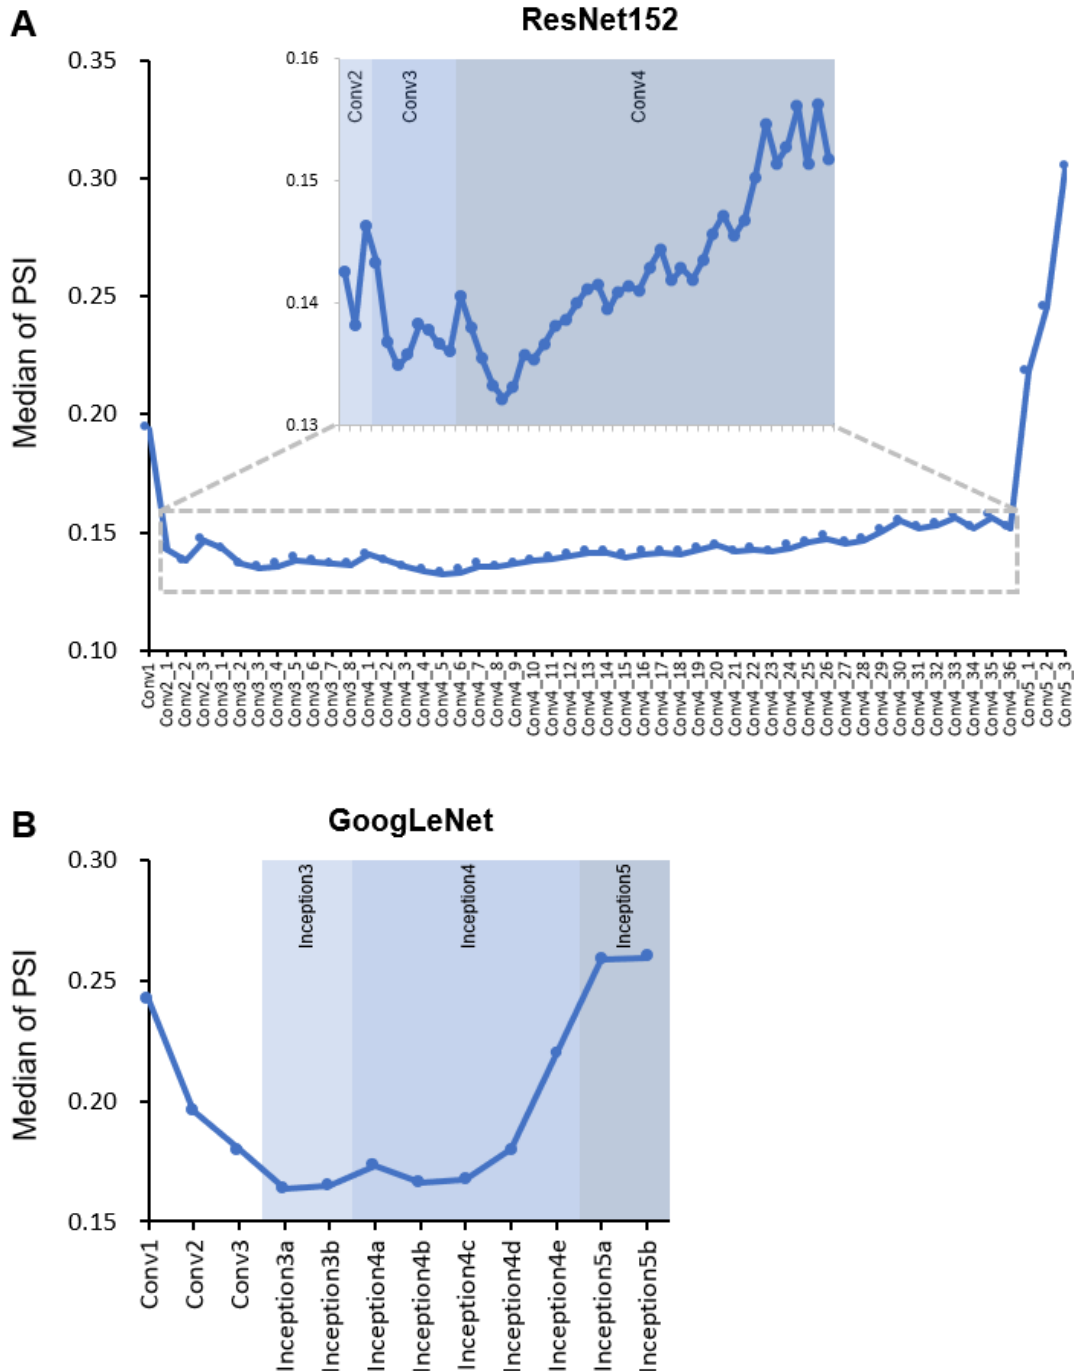 A
ResNet152
Median of PSI
0.35
0.30
0.25
0.20
0.15
0.10
0.16
0.15
0.14
0.13
Conv2
Conv3
Conv4
Conv1
Conv2_1
Conv2_2
Conv2_3
Conv3_1
Conv3_2
Conv3_3
Conv3_4
Conv3_5
Conv3_6
Conv3_7
Conv3_8
Conv4_1
Conv4_2
Conv4_3
Conv4_4
Conv4_5
Conv4_6
Conv4_7
Conv4_8
Conv4_9
Conv4_10
Conv4_11
Conv4_12
Conv4_13
Conv4_14
Conv4_15
Conv4_16
Conv4_17
Conv4_18
Conv4_19
Conv4_20
Conv4_21
Conv4_22
Conv4_23
Conv4_24
Conv4_25
Conv4_26
Conv4_27
Conv4_28
Conv4_29
Conv4_30
Conv4_31
Conv4_32
Conv4_33
Conv4_34
Conv4_35
Conv4_36
Conv5_1
Conv5_2
Conv5_3
B
GoogLeNet
Median of PSI
0.30
0.25
0.20
0.15
Inception3
Inception4
Inception5
Conv1
Conv2
Conv3
Inception3a
Inception3b
Inception4a
Inception4b
Inception4c
Inception4d
Inception4e
Inception5a
Inception5b